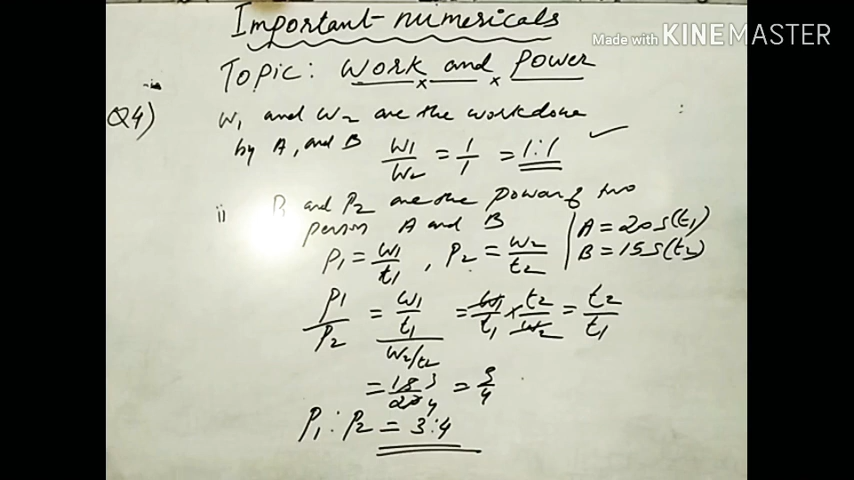 Important numericals
Made with KINEMASTER
Topic: Work and Power
Q4) W1 and W2 are the workdone
by A, and B W1/W2 = 1/1 = 1:1
ii P1 and P2 are the power of two
person A and B
A = 20s(t1)
B = 15s(t2)
P1 = W1/t1, P2 = W2/t2
P1/P2 = W1/t1 / W2/t2 = W1/t1 × t2/W2 = t2/t1
= 15 3/20 4 = 3/4
P1 : P2 = 3:4